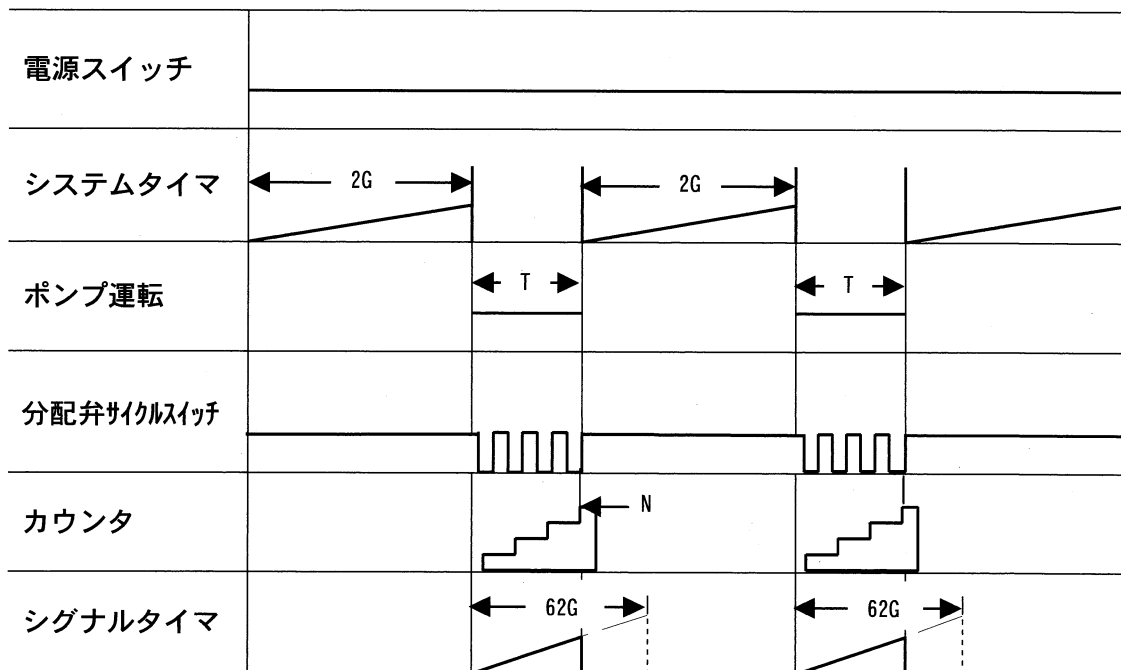 電源スイッチ
システムタイマ
2G
2G
ポンプ運転
T
T
分配弁サイクルスイッチ
カウンタ
N
シグナルタイマ
62G
62G